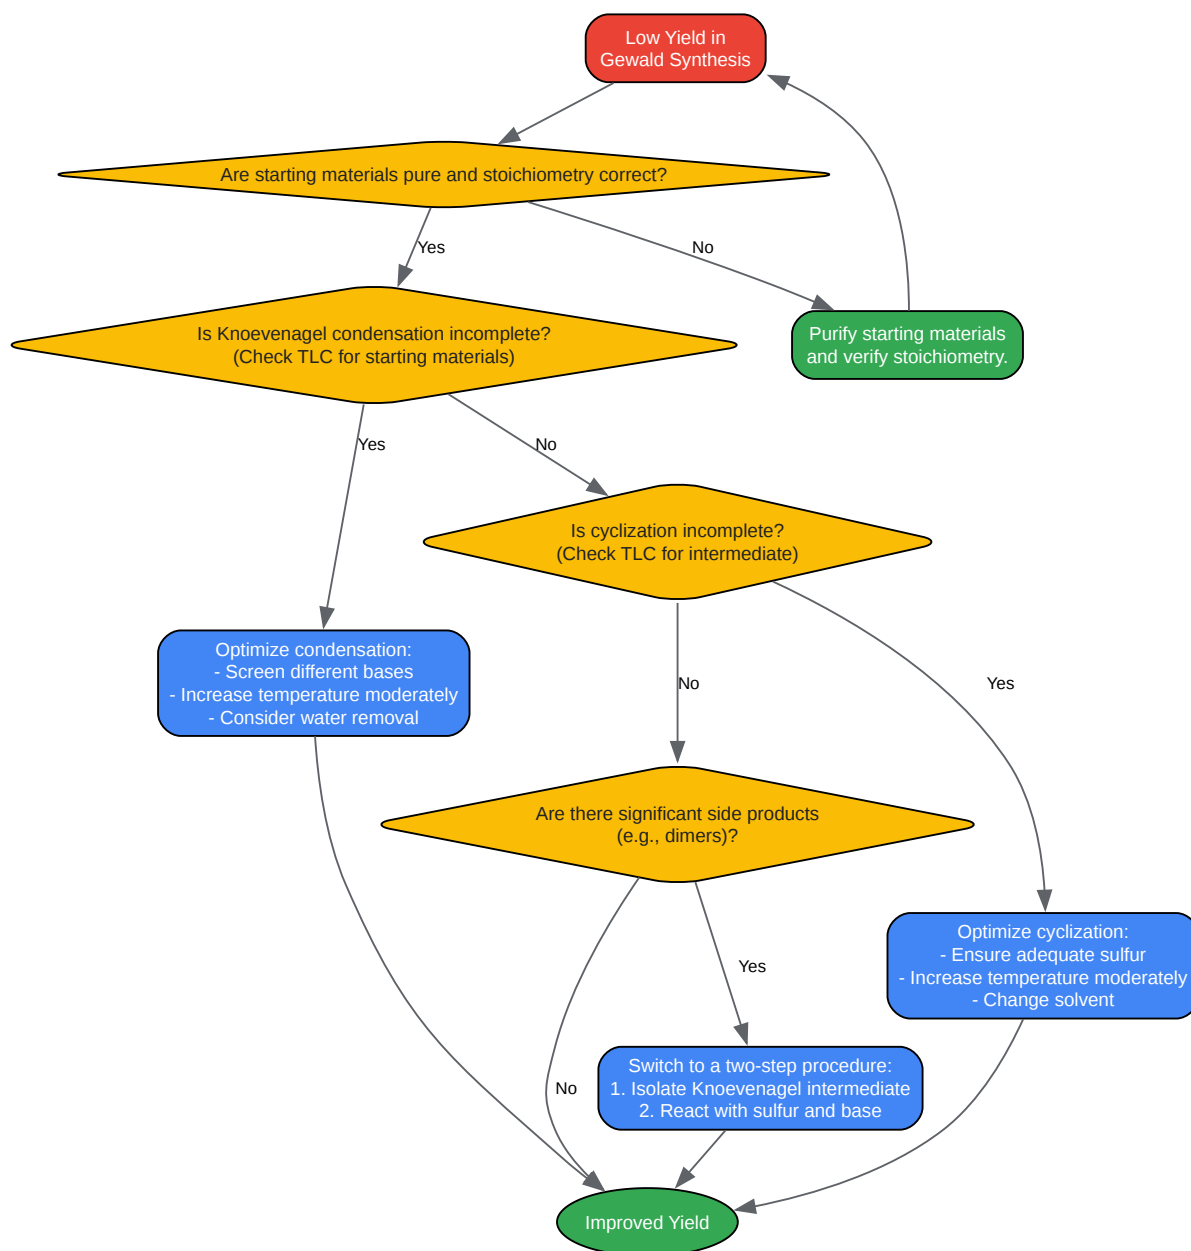 Low Yield in
Gewald Synthesis
Are starting materials pure and stoichiometry correct?
Yes
No
Is Knoevenagel condensation incomplete?
(Check TLC for starting materials)
Purify starting materials
and verify stoichiometry.
Yes
No
Is cyclization incomplete?
(Check TLC for intermediate)
Optimize condensation:
- Screen different bases
- Increase temperature moderately
- Consider water removal
No
Yes
Are there significant side products
(e.g., dimers)?
Optimize cyclization:
- Ensure adequate sulfur
- Increase temperature moderately
- Change solvent
Yes
No
Switch to a two-step procedure:
1. Isolate Knoevenagel intermediate
2. React with sulfur and base
Improved Yield